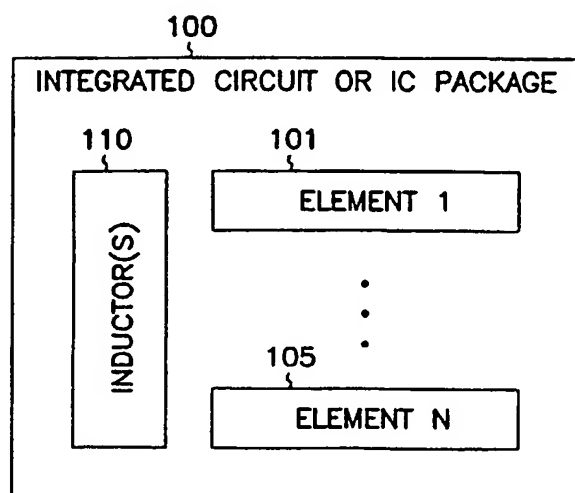 100
INTEGRATED CIRCUIT OR IC PACKAGE
110
INDUCTOR(S)
101
ELEMENT 1
105
ELEMENT N